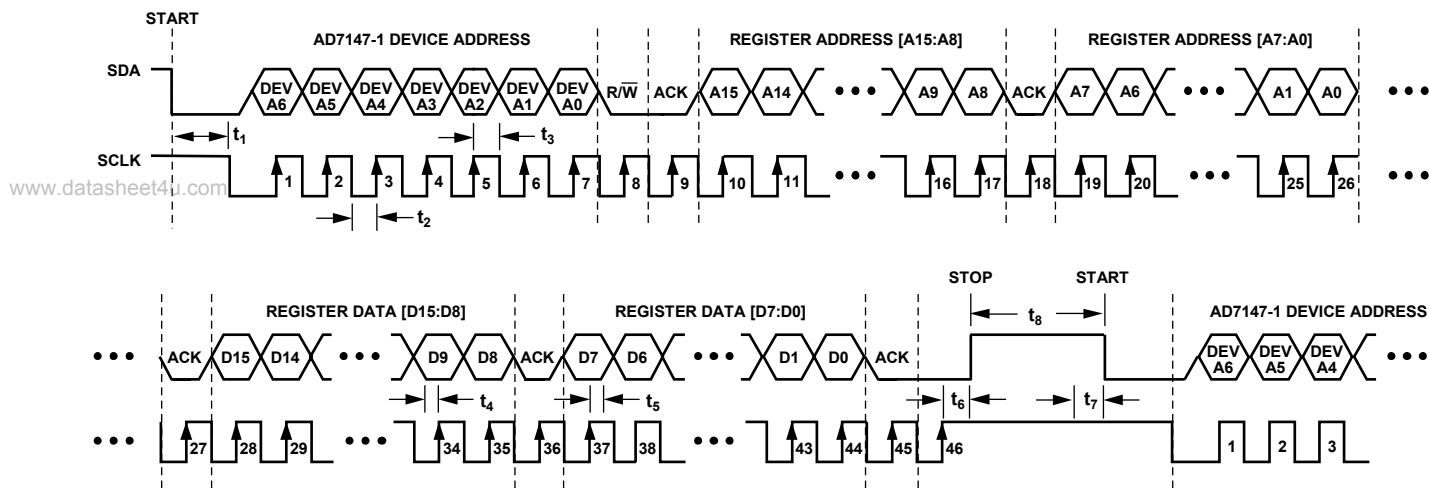 START
AD7147-1 DEVICE ADDRESS REGISTER ADDRESS [A15:A8] REGISTER ADDRESS [A7:A0]
SDA DEV A6 DEV A5 DEV A4 DEV A3 DEV A2 DEV A1 DEV A0 R/W ACK A15 A14 ••• A9 A8 ACK A7 A6 ••• A1 A0 •••
t1 t3
SCLK 1 2 3 4 5 6 7 8 9 10 11 ••• 16 17 18 19 20 ••• 25 26 •••
www.datasheet4u.com
t2
STOP START
REGISTER DATA [D15:D8] REGISTER DATA [D7:D0] t8 AD7147-1 DEVICE ADDRESS
••• ACK D15 D14 ••• D9 D8 ACK D7 D6 ••• D1 D0 ACK DEV A6 DEV A5 DEV A4 •••
t4 t5 t6 t7
••• 27 28 29 ••• 34 35 36 37 38 ••• 43 44 45 46 1 2 3 •••